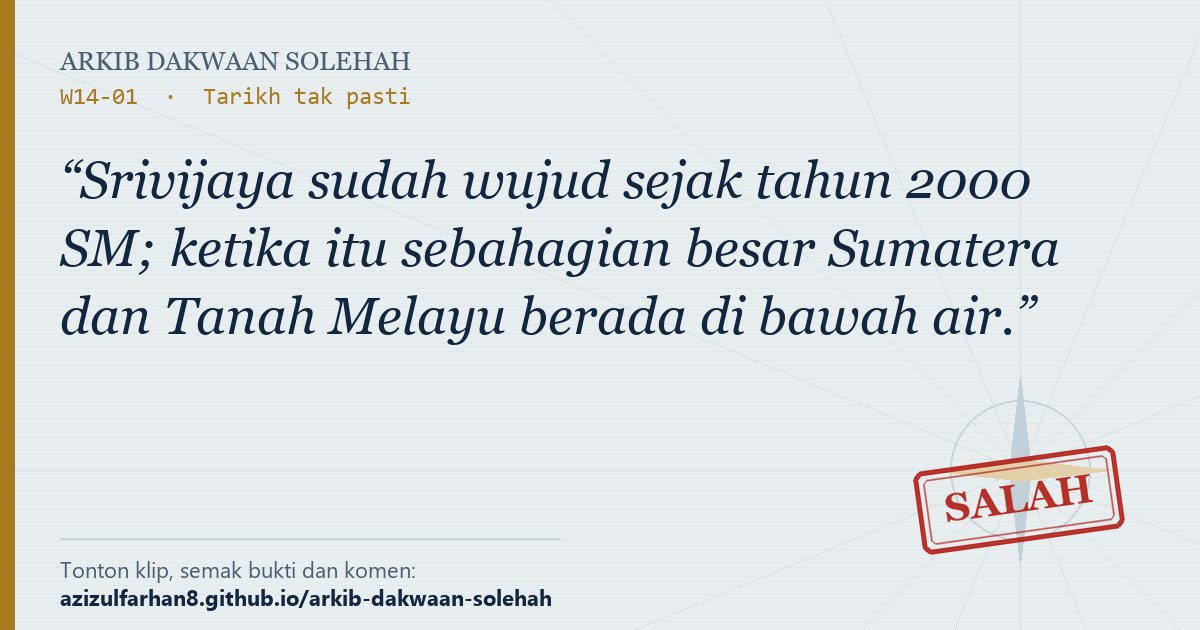 ARKIB DAKWAAN SOLEHAH
W14-01 · Tarikh tak pasti
“Srivijaya sudah wujud sejak tahun 2000
SM; ketika itu sebahagian besar Sumatera
dan Tanah Melayu berada di bawah air.”
SALAH
Tonton klip, semak bukti dan komen:
azizulfarhan8.github.io/arkib-dakwaan-solehah